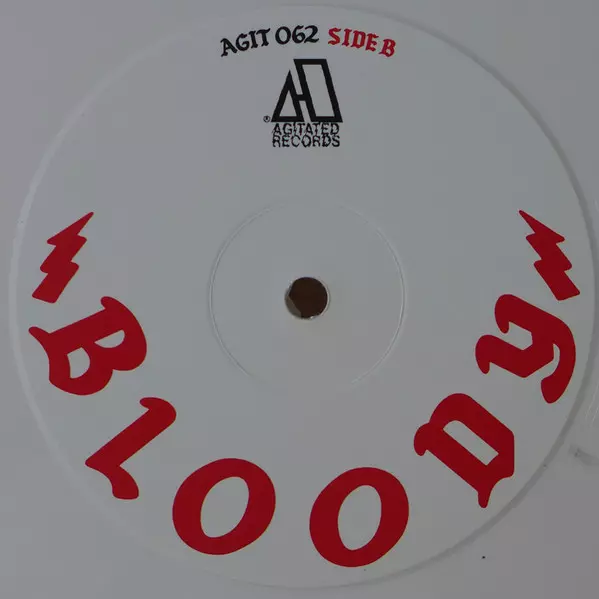 AGIT 062 SIDE B
® AGITATED
RECORDS
BLOODY